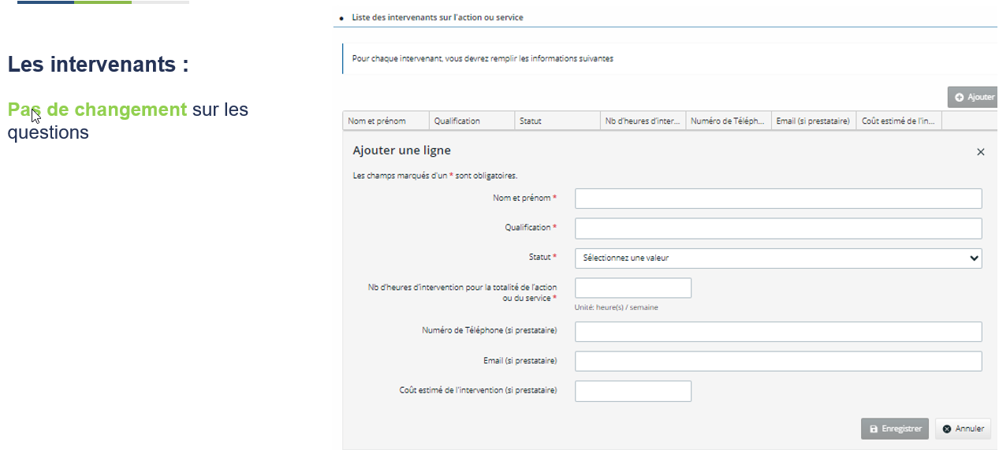 Les intervenants :
Pas de changement sur les
questions
Liste des intervenants sur l'action ou service
Pour chaque intervenant, vous devrez remplir les informations suivantes
Ajouter
Nom et prénom Qualification Statut Nb d'heures d'inter... Numéro de Téléph... Email (si prestataire) Coût estimé de l'in...
Ajouter une ligne
Les champs marqués d'un * sont obligatoires.
Nom et prénom *
Qualification *
Statut * Sélectionnez une valeur
Nb d'heures d'intervention pour la totalité de l'action
ou du service *
Unité: heure(s) / semaine
Numéro de Téléphone (si prestataire)
Email (si prestataire)
Coût estimé de l'intervention (si prestataire)
Enregistrer Annuler